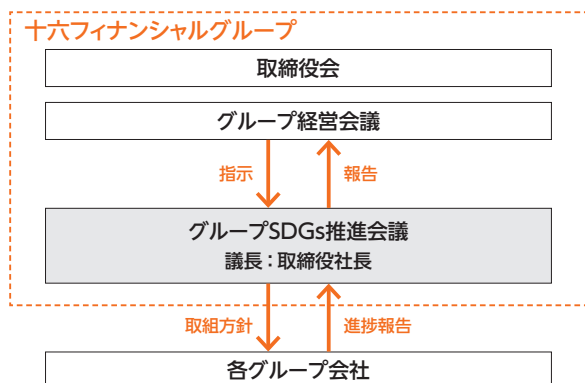 十六フィナンシャルグループ
取締役会
グループ経営会議
指示
報告
グループSDGs推進会議
議長：取締役社長
取組方針
進捗報告
各グループ会社